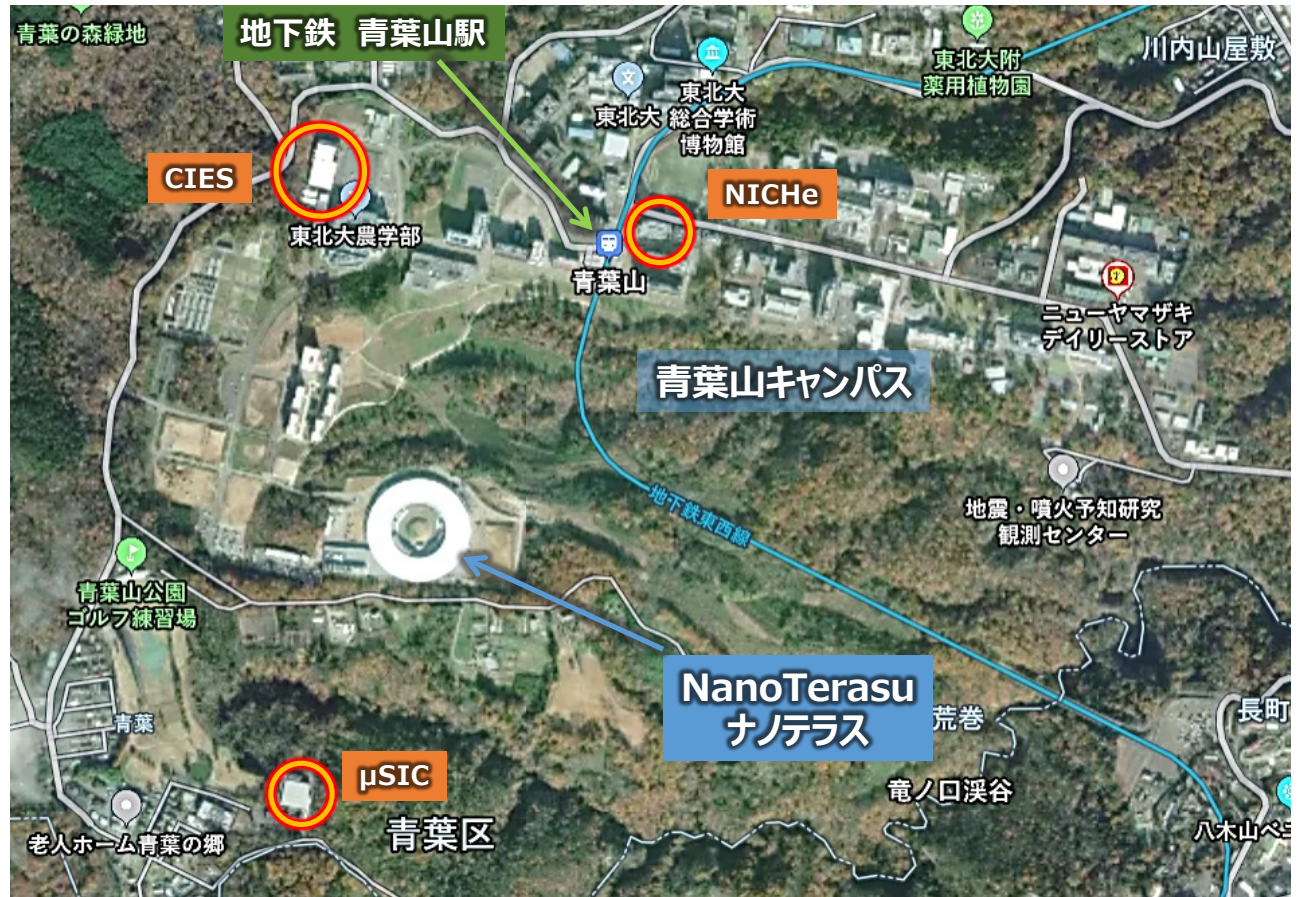 青葉の森緑地
地下鉄 青葉山駅
東北大附
薬用植物園
川内山屋敷
東北大
東北大
総合学術
博物館
CIES
NICHe
東北大農学部
青葉山
ニューヤマザキ
デイリーストア
青葉山キャンパス
地下鉄東西線
地震・噴火予知研究
観測センター
青葉山公園
ゴルフ練習場
NanoTerasu
ナノテラス
荒巻
長町
青葉
µSIC
竜ノ口渓谷
青葉区
老人ホーム青葉の郷
八木山ベニ